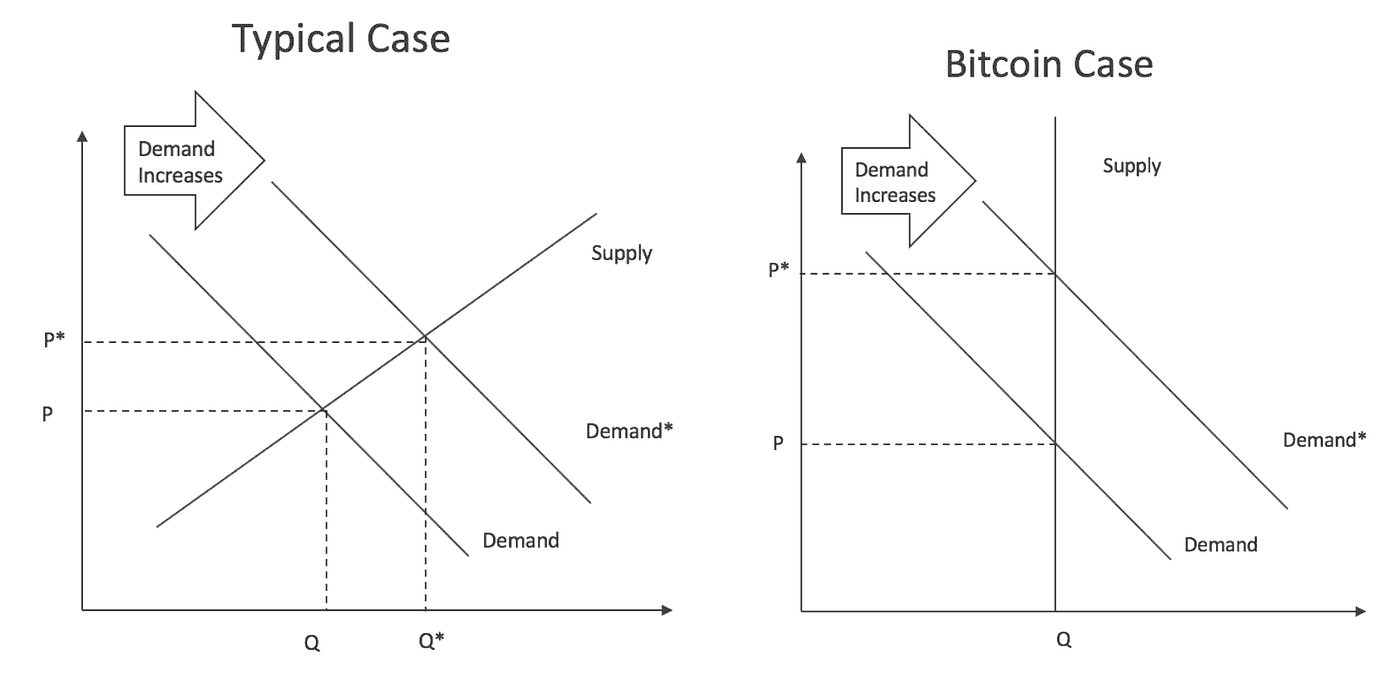 Typical Case
Demand
Increases
Supply
P*
P
Demand*
Demand
Q
Q*
Bitcoin Case
Demand
Increases
Supply
P*
P
Demand*
Demand
Q